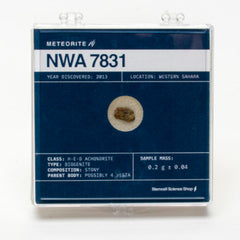 METEORITE
NWA 7831
YEAR DISCOVERED: 2013
LOCATION: WESTERN SAHARA
CLASS: H-E-D ACHONDRITE
TYPE: DIOGENITE
COMPOSITION: STONY
PARENT BODY: POSSIBLY 4 VESTA
SAMPLE MASS:
0.2 g ± 0.04
Stemcell Science Shop